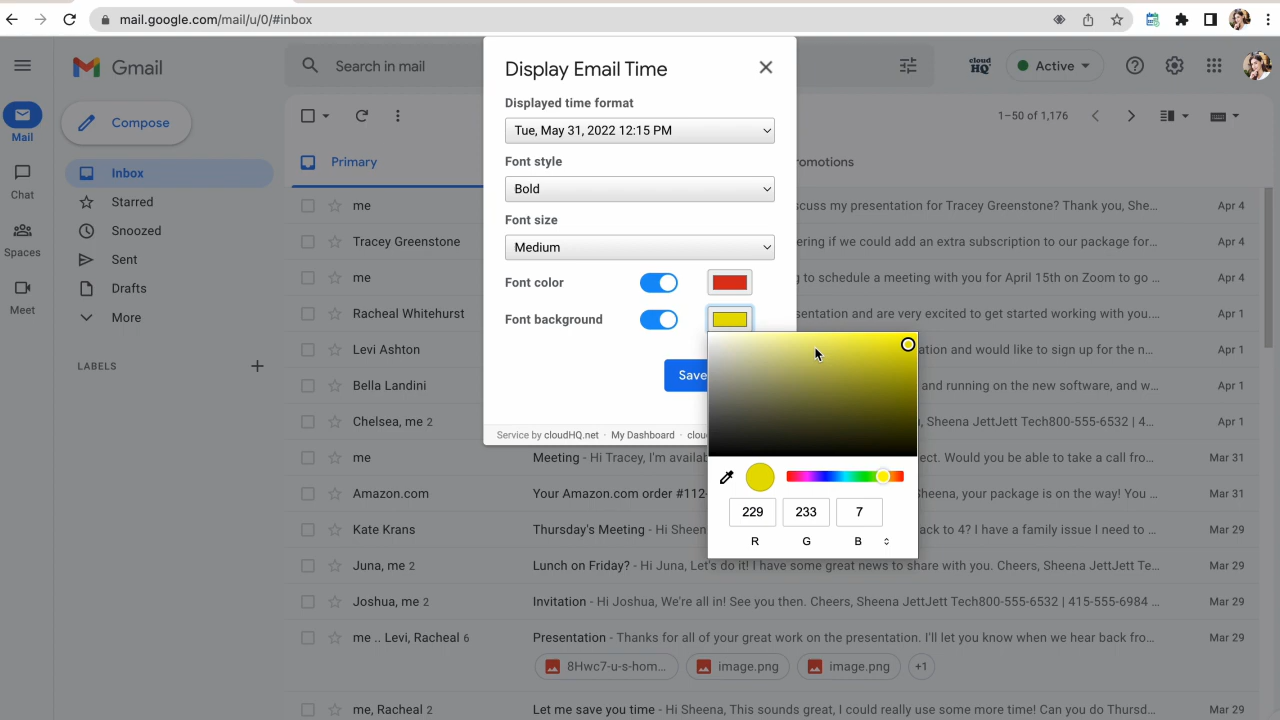 mail.google.com/mail/u/0/#inbox
Gmail
Search in mail
cloud HQ
Active
Mail
Chat
Spaces
Meet
Compose
Inbox
Starred
Snoozed
Sent
Drafts
More
LABELS
1–50 of 1,176
Primary
romotions
Display Email Time
Displayed time format
Tue, May 31, 2022 12:15 PM
Font style
Bold
Font size
Medium
Font color
Font background
Save
Service by cloudHQ.net · My Dashboard · clou
229 233 7
R G B
me scuss my presentation for Tracey Greenstone? Thank you, She... Apr 4
Tracey Greenstone ering if we could add an extra subscription to our package for... Apr 4
me g to schedule a meeting with you for April 15th on Zoom to go ... Apr 4
Racheal Whitehurst sentation and are very excited to get started working with you.... Apr 1
Levi Ashton ation and would like to sign up for the n... Apr 1
Bella Landini and running on the new software, and w... Apr 1
Chelsea, me 2 , Sheena JettJett Tech800-555-6532 | 4... Apr 1
me Meeting - Hi Tracey, I'm availa ect. Would you be able to take a call fro... Mar 31
Amazon.com Your Amazon.com order #112- Sheena, your package is on the way! You ... Mar 31
Kate Krans Thursday's Meeting - Hi Sheen ack to 4? I have a family issue I need to ... Mar 29
Juna, me 2 Lunch on Friday? - Hi Juna, Let's do it! I have some great news to share with you. Cheers, Sheena JettJett Te... Mar 29
Joshua, me 2 Invitation - Hi Joshua, We're all in! See you then. Cheers, Sheena JettJett Tech800-555-6532 | 415-555-6984 ... Mar 29
me .. Levi, Racheal 6 Presentation - Thanks for all of your great work on the presentation. I'll let you know when we hear back fro... Mar 29
8Hwc7-u-s-hom... image.png image.png +1
me, Racheal 2 Let me save you time - Hi Sheena, This sounds great, I could really use some more time! Can you do Thursd... Mar 29